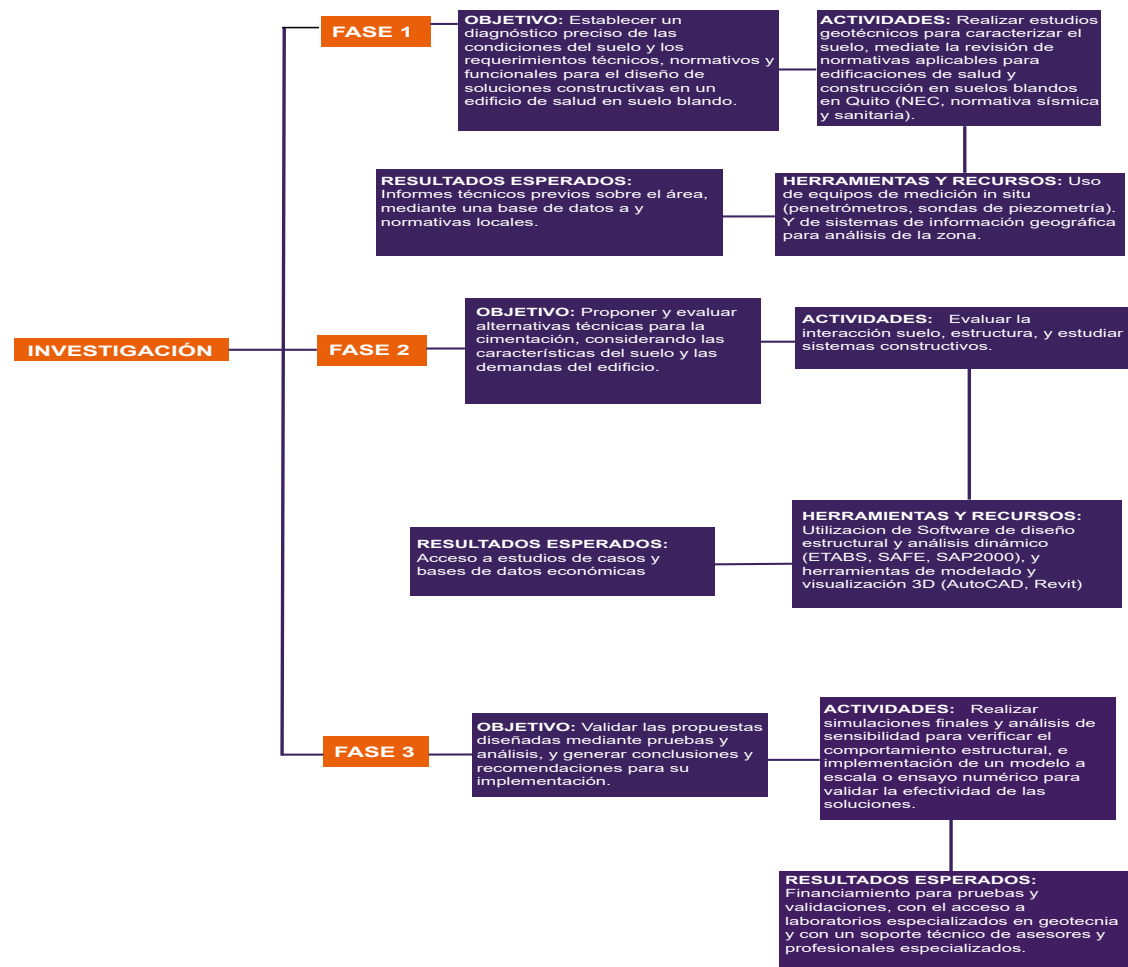 FASE 1
OBJETIVO: Establecer un
diagnóstico preciso de las
condiciones del suelo y los
requerimientos técnicos, normativos y
funcionales para el diseño de
soluciones constructivas en un
edificio de salud en suelo blando.
ACTIVIDADES: Realizar estudios
geotécnicos para caracterizar el
suelo, mediate la revisión de
normativas aplicables para
edificaciones de salud y
construcción en suelos blandos
en Quito (NEC, normativa sísmica
y sanitaria).
RESULTADOS ESPERADOS:
Informes técnicos previos sobre el área,
mediante una base de datos a y
normativas locales.
HERRAMIENTAS Y RECURSOS: Uso
de equipos de medición in situ
(penetrómetros, sondas de piezometría).
Y de sistemas de información geográfica
para análisis de la zona.
INVESTIGACIÓN
FASE 2
OBJETIVO: Proponer y evaluar
alternativas técnicas para la
cimentación, considerando las
características del suelo y las
demandas del edificio.
ACTIVIDADES: Evaluar la
interacción suelo, estructura, y estudiar
sistemas constructivos.
RESULTADOS ESPERADOS:
Acceso a estudios de casos y
bases de datos económicas
HERRAMIENTAS Y RECURSOS:
Utilizacion de Software de diseño
estructural y análisis dinámico
(ETABS, SAFE, SAP2000), y
herramientas de modelado y
visualización 3D (AutoCAD, Revit)
FASE 3
OBJETIVO: Validar las propuestas
diseñadas mediante pruebas y
análisis, y generar conclusiones y
recomendaciones para su
implementación.
ACTIVIDADES: Realizar
simulaciones finales y análisis de
sensibilidad para verificar el
comportamiento estructural, e
implementación de un modelo a
escala o ensayo numérico para
validar la efectividad de las
soluciones.
RESULTADOS ESPERADOS:
Financiamiento para pruebas y
validaciones, con el acceso a
laboratorios especializados en geotecnia
y con un soporte técnico de asesores y
profesionales especializados.